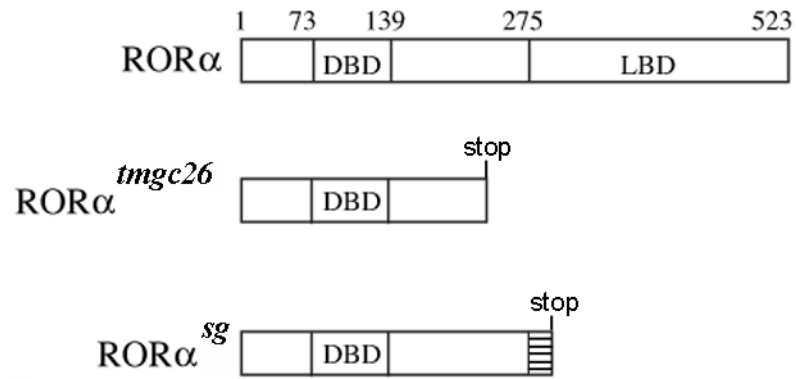 1 73 139 275 523
RORα DBD LBD
stop
RORα tmgc26 DBD
stop
RORα sg DBD